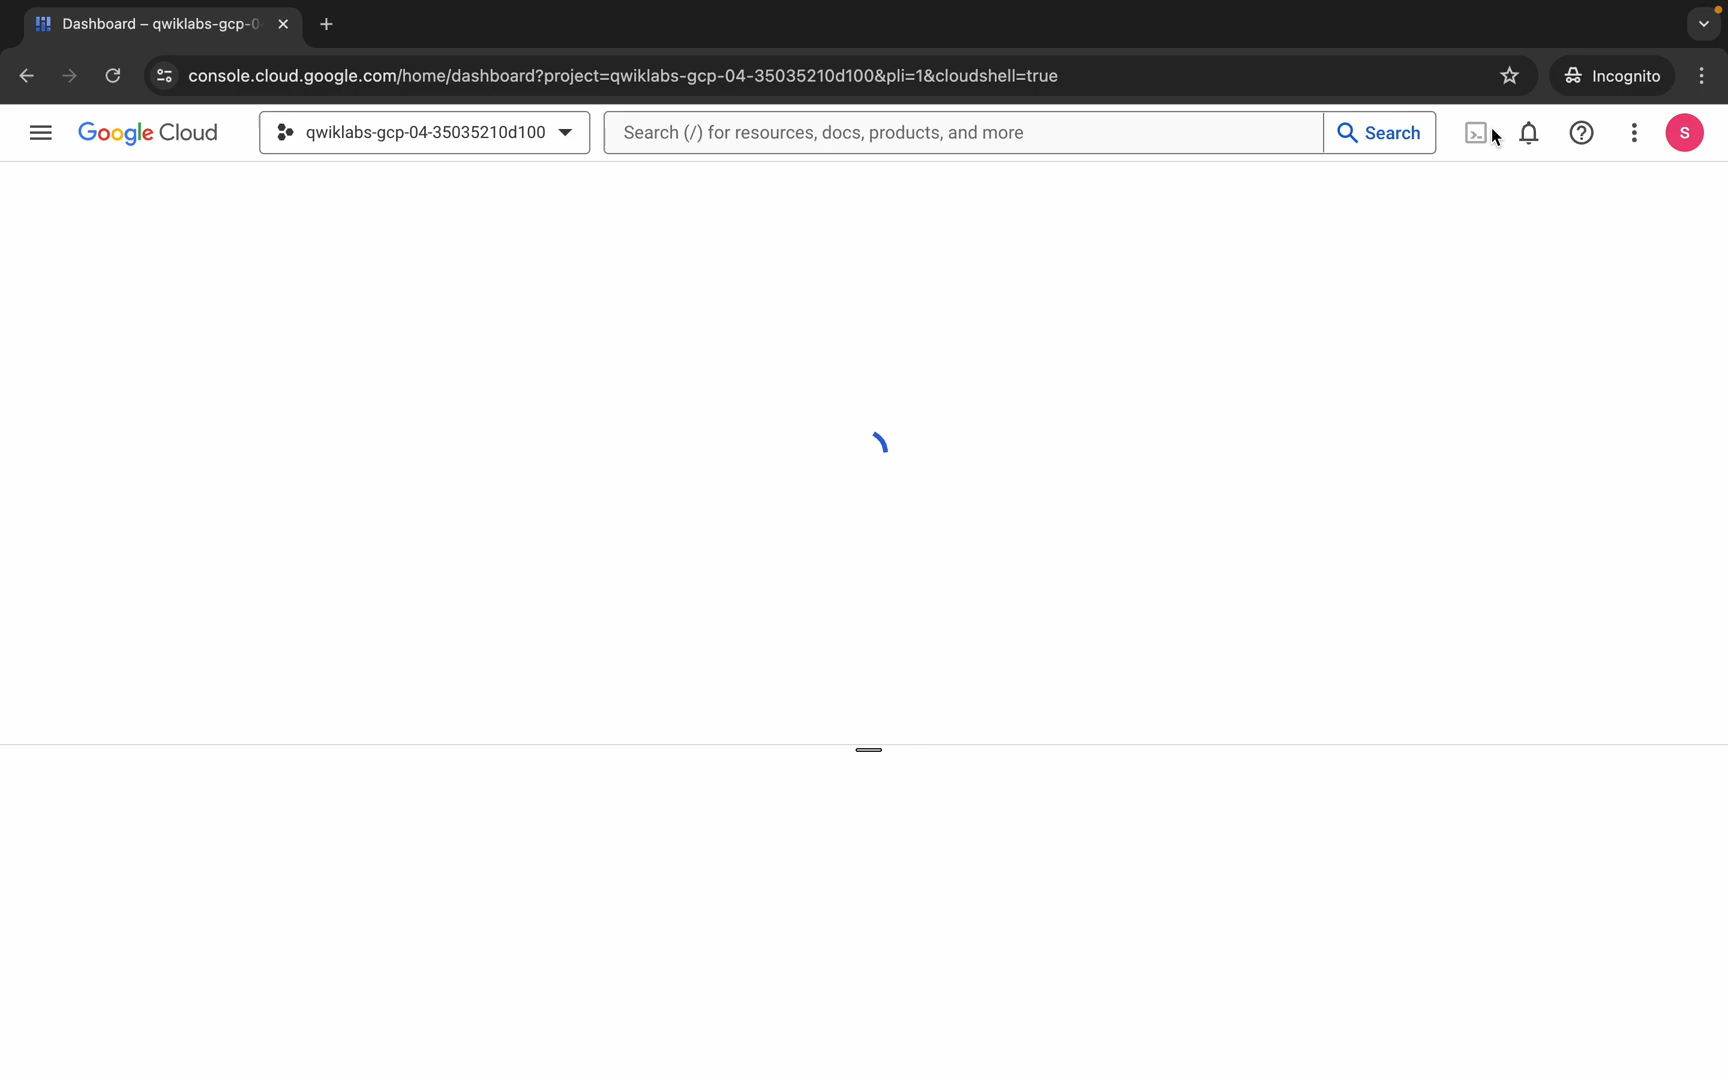 Dashboard – qwiklabs-gcp-0
console.cloud.google.com/home/dashboard?project=qwiklabs-gcp-04-35035210d100&pli=1&cloudshell=true
Incognito
Google Cloud
qwiklabs-gcp-04-35035210d100
Search (/) for resources, docs, products, and more
Search
S